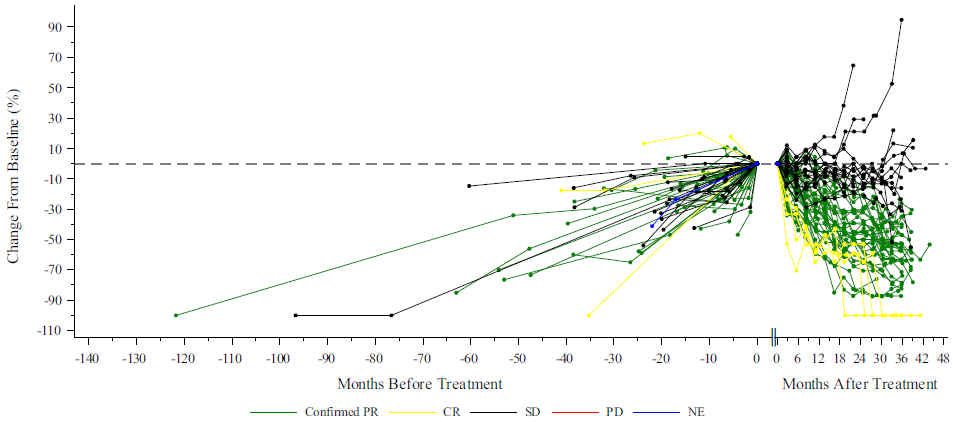 Change From Baseline (%)
90
70
50
30
10
-10
-30
-50
-70
-90
-110
-140 -130 -120 -110 -100 -90 -80 -70 -60 -50 -40 -30 -20 -10 0 0 6 12 18 24 30 36 42 48
Months Before Treatment Months After Treatment
Confirmed PR CR SD PD NE